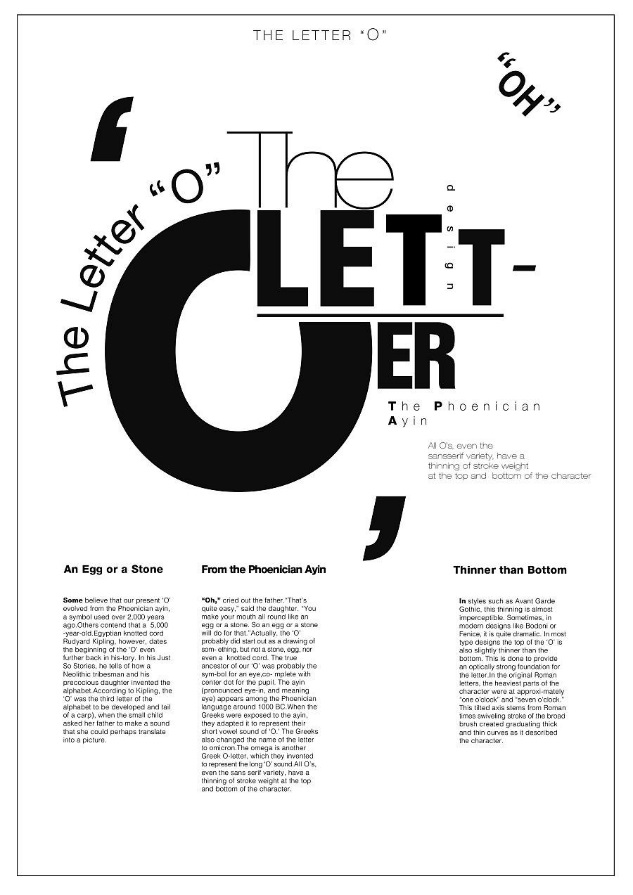 THE LETTER “O”
“OH”
‘
The Letter “O”
The
LETT-
design
O
ER
The Phoenician
Ayin
All O's, even the
sansserif variety, have a
thinning of stroke weight
at the top and bottom of the character
,
An Egg or a Stone
Some believe that our present 'O'
evolved from the Phoenician ayin,
a symbol used over 2,000 years
ago.Others contend that a 5,000
-year-old.Egyptian knotted cord
Rudyard Kipling, however, dates
the beginning of the 'O' even
further back in his-tory. In his Just
So Stories, he tells of how a
Neolithic tribesman and his
precocious daughter invented the
alphabet.According to Kipling, the
'O' was the third letter of the
alphabet to be developed and tail
of a carp), when the small child
asked her father to make a sound
that she could perhaps translate
into a picture.
From the Phoenician Ayin
“Oh,” cried out the father.“That's
quite easy,” said the daughter. “You
make your mouth all round like an
egg or a stone. So an egg or a stone
will do for that.”Actually, the 'O'
probably did start out as a drawing of
som- ething, but not a stone, egg, nor
even a knotted cord. The true
ancestor of our 'O' was probably the
sym-bol for an eye,co- mplete with
center dot for the pupil. The ayin
(pronounced eye-in, and meaning
eye) appears among the Phoenician
language around 1000 BC.When the
Greeks were exposed to the ayin,
they adapted it to represent their
short vowel sound of 'O.' The Greeks
also changed the name of the letter
to omicron.The omega is another
Greek O-letter, which they invented
to represent the long 'O' sound All O's,
even the sans serif variety, have a
thinning of stroke weight at the top
and bottom of the character.
Thinner than Bottom
In styles such as Avant Garde
Gothic, this thinning is almost
imperceptible. Sometimes, in
modern designs like Bodoni or
Fenice, it is quite dramatic. In most
type designs the top of the 'O' is
also slightly thinner than the
bottom. This is done to provide
an optically strong foundation for
the letter.In the original Roman
letters, the heaviest parts of the
character were at approxi-mately
“one o'clock” and “seven o'clock.”
This tilted axis stems from Roman
times sweveling stroke of the broad
brush created graduating thick
and thin curves as it described
the character.